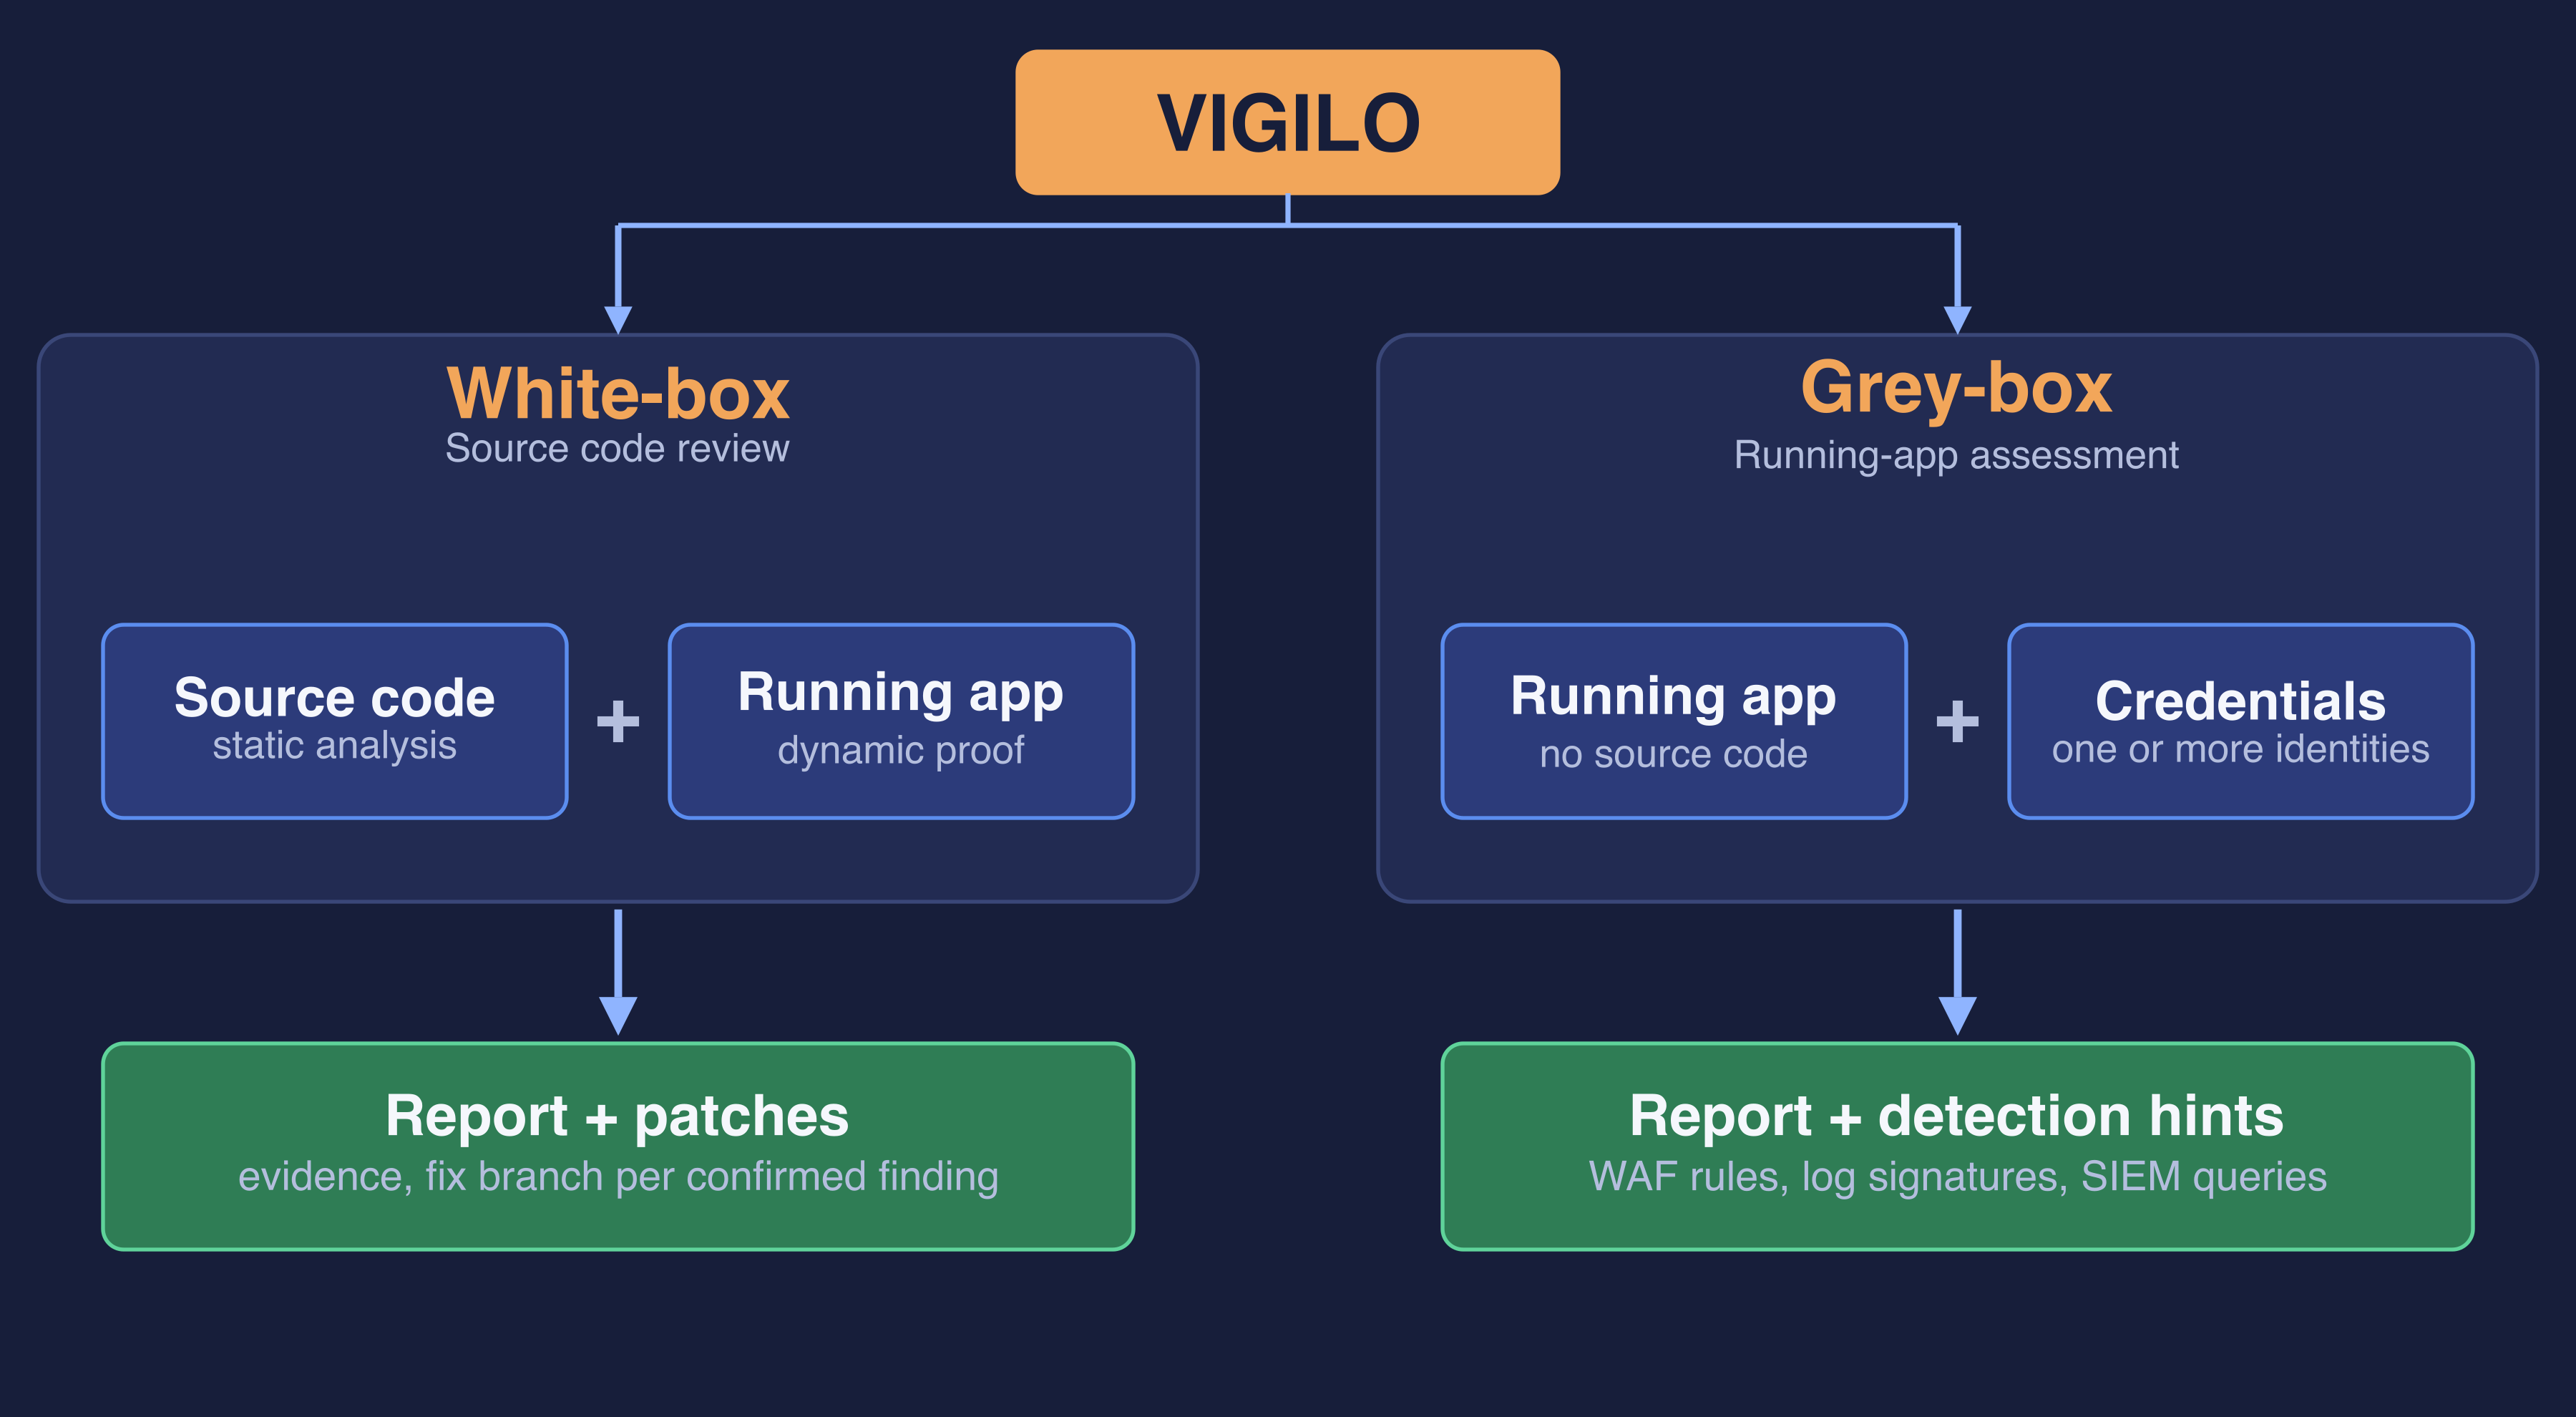 VIGILO
White-box
Source code review
Source code
static analysis
+
Running app
dynamic proof
Report + patches
evidence, fix branch per confirmed finding
Grey-box
Running-app assessment
Running app
no source code
+
Credentials
one or more identities
Report + detection hints
WAF rules, log signatures, SIEM queries